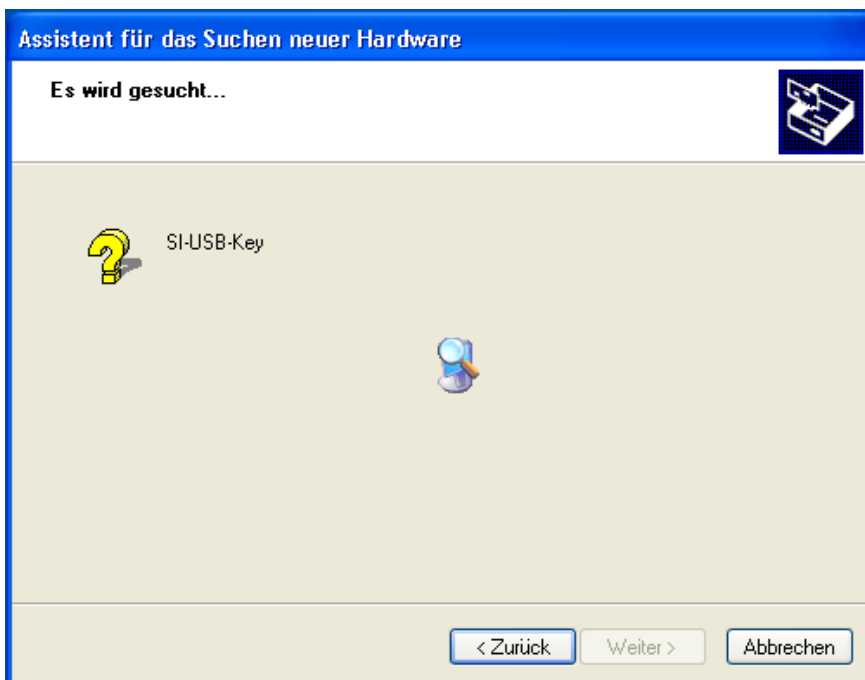 Assistent für das Suchen neuer Hardware
Es wird gesucht...
SI-USB-Key
< Zurück
Weiter >
Abbrechen